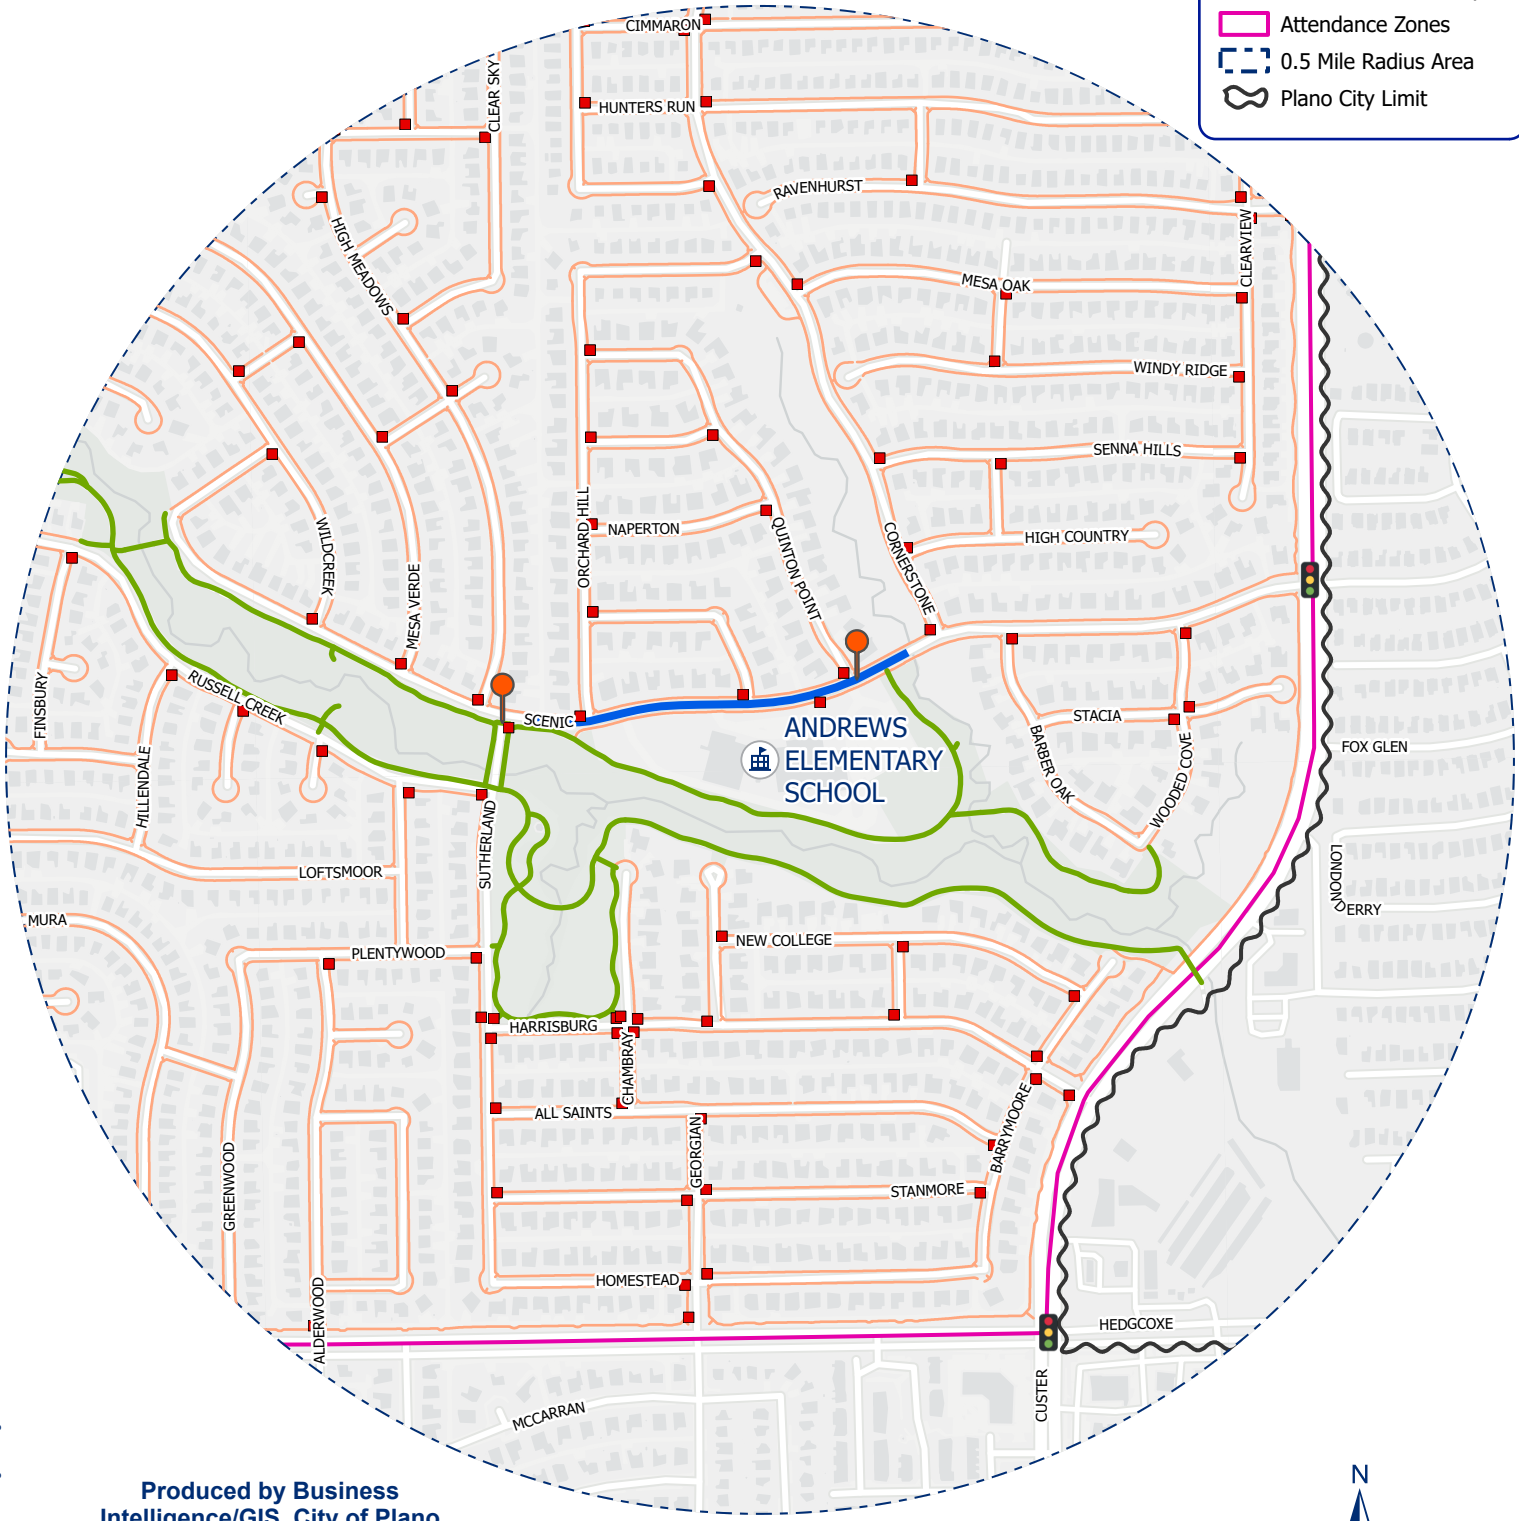 Attendance Zones
0.5 Mile Radius Area
Plano City Limit
CIMMARON
CLEAR SKY
HUNTERS RUN
RAVENHURST
HIGH MEADOWS
CLEARVIEW
MESA OAK
WINDY RIDGE
SENNA HILLS
ORCHARD HILL
NAPERTON
QUINTON POINT
CORNERSTONE
HIGH COUNTRY
WILDCREEK
MESA VERDE
FINSBURY
RUSSELL CREEK
SCENIC
ANDREWS
ELEMENTARY
SCHOOL
STACIA
BARBER OAK
WOODED COVE
FOX GLEN
HILLENDALE
SUTHERLAND
LOFTSMOOR
LONDONDERRY
MURA
PLENTYWOOD
NEW COLLEGE
HARRISBURG
CHAMBRAY
ALL SAINTS
GEORGIAN
BARRYMOORE
GREENWOOD
STANMORE
HOMESTEAD
ALDERWOOD
HEDGCOXE
CUSTER
MCCARRAN
N
Produced by Business
Intelligence/GIS, City of Plano